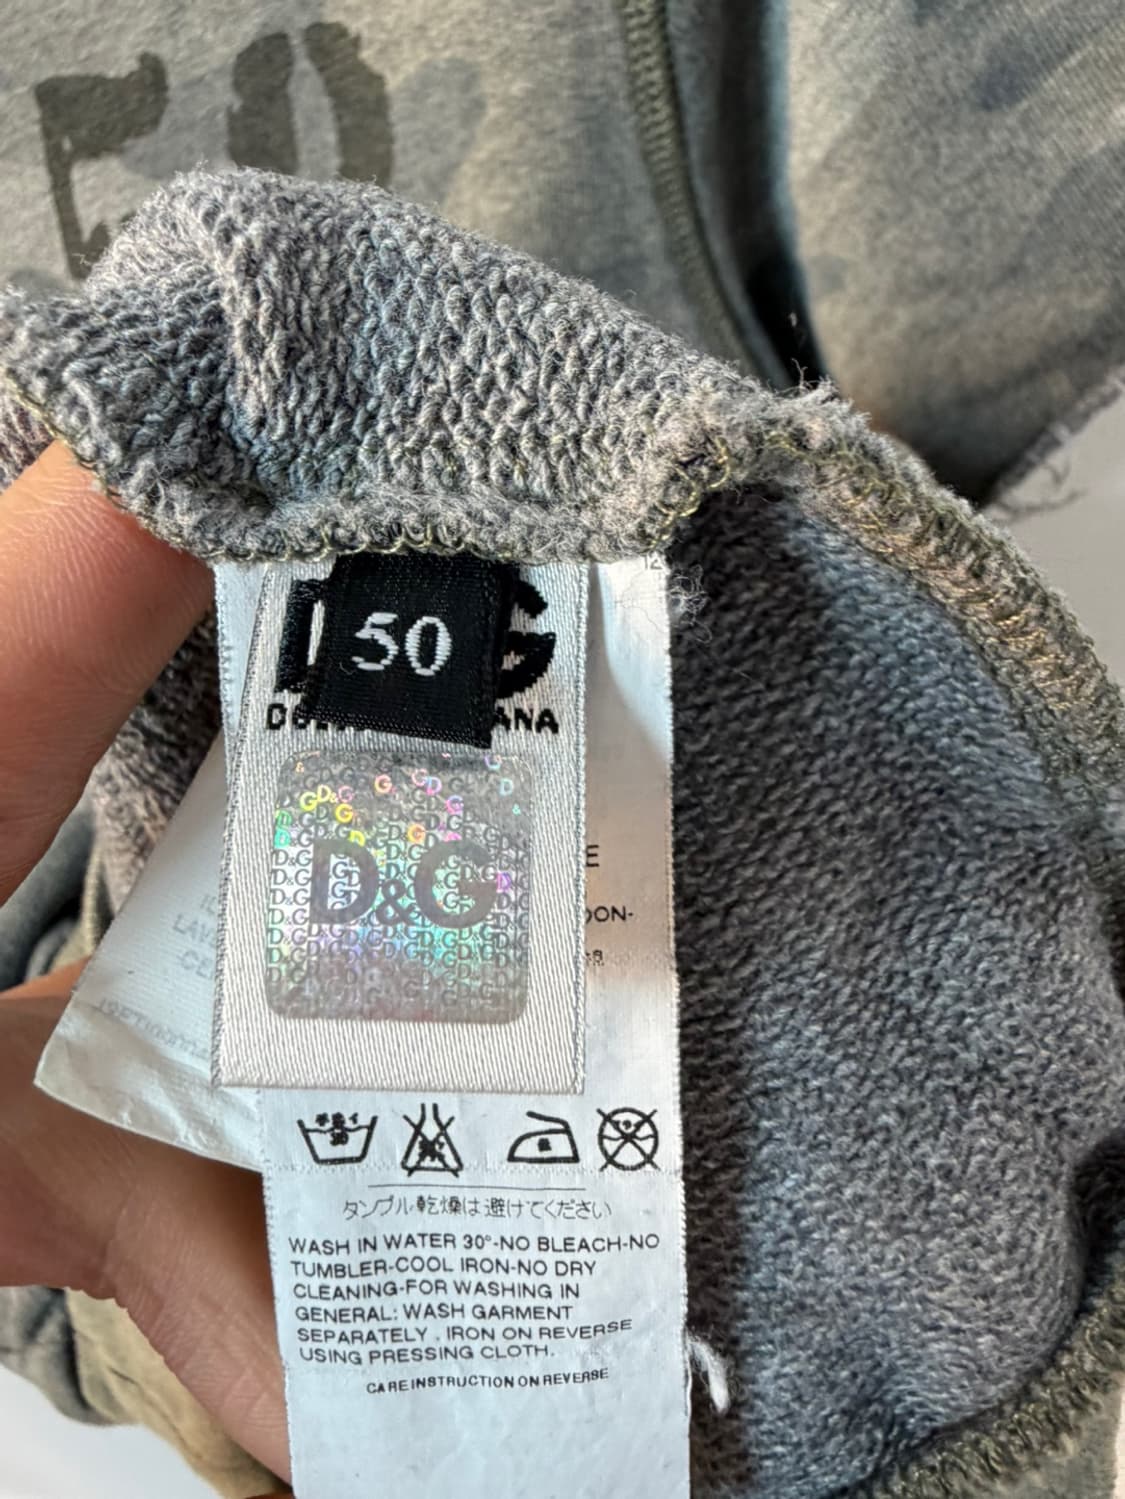 50
50
D&G
WASH IN WATER 30°-NO BLEACH-NO
TUMBLER-COOL IRON-NO DRY
CLEANING-FOR WASHING IN
GENERAL: WASH GARMENT
SEPARATELY . IRON ON REVERSE
USING PRESSING CLOTH.
CARE INSTRUCTION ON REVERSE
タンブル乾燥は避けてください